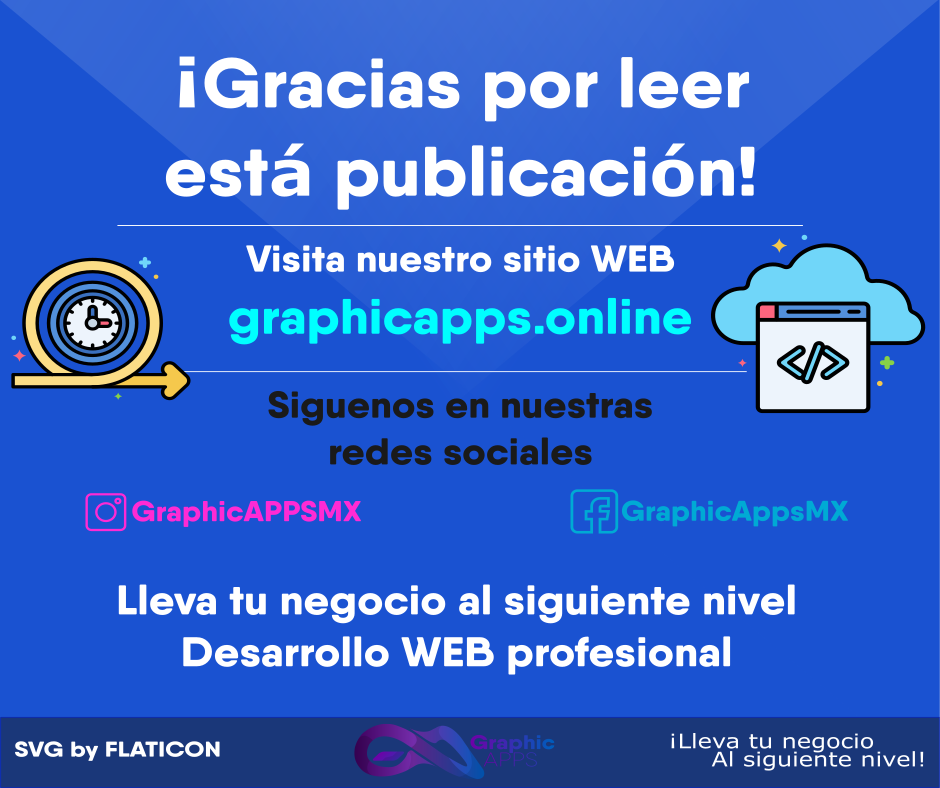 ¡Gracias por leer
está publicación!
Visita nuestro sitio WEB
graphicapps.online
Siguenos en nuestras
redes sociales
GraphicAPPSMX
GraphicAppsMX
Lleva tu negocio al siguiente nivel
Desarrollo WEB profesional
SVG by FLATICON
Graphic
APPS
¡Lleva tu negocio
Al siguiente nivel!